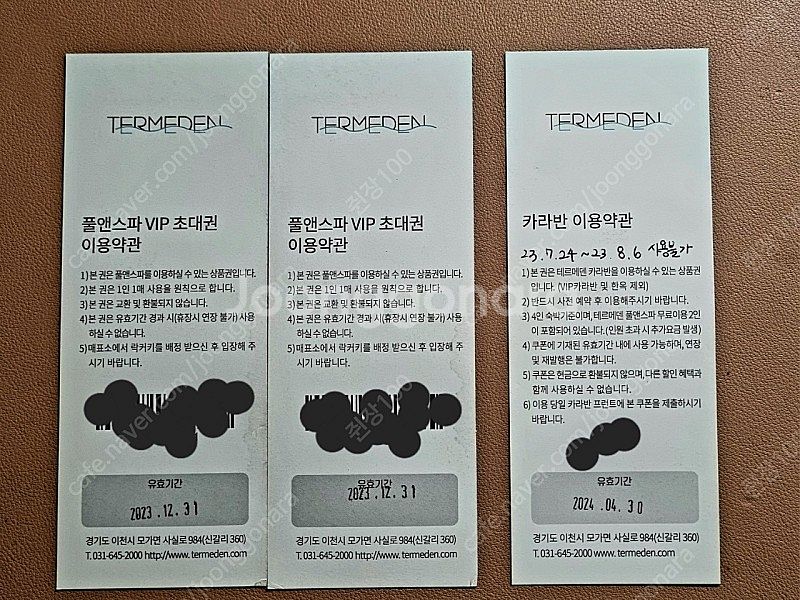 TERMEDEN
풀앤스파 VIP 초대권
이용약관
1) 본 권은 풀앤스파를 이용하실 수 있는 상품권입니다.
2) 본 권은 1인 1매 사용을 원칙으로 합니다.
3) 본 권은 교환 및 환불되지 않습니다.
4) 본 권은 유효기간 경과 시(휴장시 연장 불가) 사용
하실 수 없습니다.
5) 매표소에서 락커키를 배정 받으신 후 입장해 주
시기 바랍니다.
유효기간
2023.12.31
경기도 이천시 모가면 사실로 984(신갈리 360)
T. 031-645-2000 http://www.termeden.com
TERMEDEN
풀앤스파 VIP 초대권
이용약관
1) 본 권은 풀앤스파를 이용하실 수 있는 상품권입니다.
2) 본 권은 1인 1매 사용을 원칙으로 합니다.
3) 본 권은 교환 및 환불되지 않습니다.
4) 본 권은 유효기간 경과 시(휴장시 연장 불가) 사용
하실 수 없습니다.
5) 매표소에서 락커키를 배정 받으신 후 입장해 주
시기 바랍니다.
유효기간
2023.12.31
경기도 이천시 모가면 사실로 984(신갈리 360)
T. 031-645-2000 http://www.termeden.com
TERMEDEN
카라반 이용약관
23.7.24~23.8.6 사용불가
1) 본 권은 테르메덴 카라반을 이용하실 수 있는 상품권
입니다. (VIP카라반 및 한옥 제외)
2) 반드시 사전 예약 후 이용해주시기 바랍니다.
3) 4인 숙박기준이며, 테르메덴 풀앤스파 무료이용 2인
이 포함되어 있습니다. (인원 초과 시 추가요금 발생)
4) 쿠폰에 기재된 유효기간 내에 사용 가능하며, 연장
및 재발행은 불가합니다.
5) 쿠폰은 현금으로 환불되지 않으며, 다른 할인 혜택과
함께 사용하실 수 없습니다.
6) 이용 당일 카라반 프런트에 본 쿠폰을 제출하시기
바랍니다.
유효기간
2024.04.30
경기도 이천시 모가면 사실로 984(신갈리 360)
T. 031-645-2000 www.termeden.com
Joonggonara
cafe.naver.com/joonggonara
쥔장100